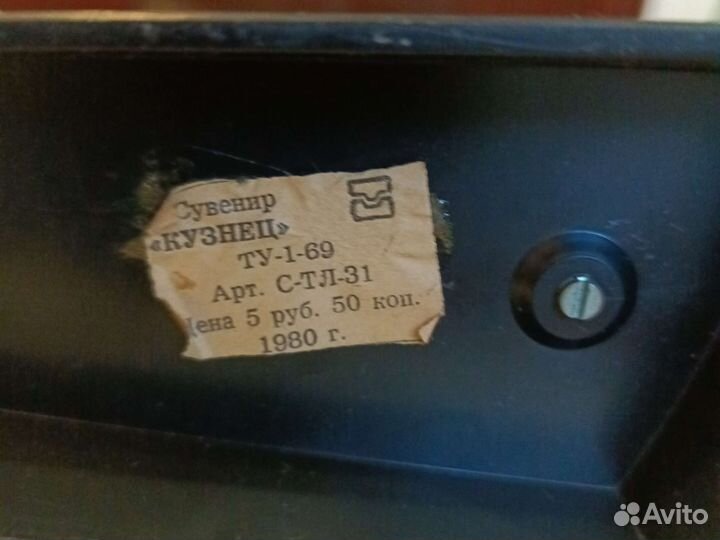 Сувенир
«КУЗНЕЦ»
ТУ-1-69
Арт. С-ТЛ-31
Цена 5 руб. 50 коп.
1980 г.
Avito